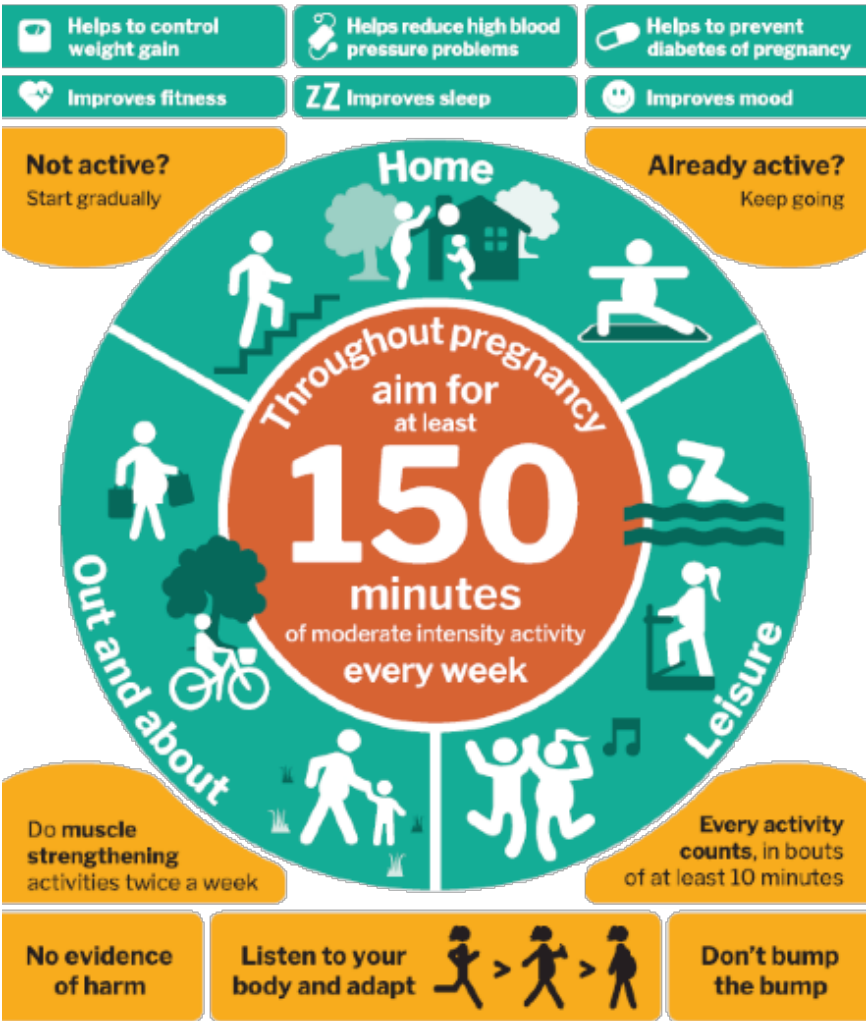 Helps to control
weight gain
Helps reduce high blood
pressure problems
Helps to prevent
diabetes of pregnancy
Improves fitness
ZZ Improves sleep
Improves mood
Not active?
Start gradually
Already active?
Keep going
Home
Throughout pregnancy
aim for
at least
150
minutes
of moderate intensity activity
every week
Out and about
Leisure
Do muscle
strengthening
activities twice a week
Every activity
counts, in bouts
of at least 10 minutes
No evidence
of harm
Listen to your
body and adapt
> >
Don't bump
the bump